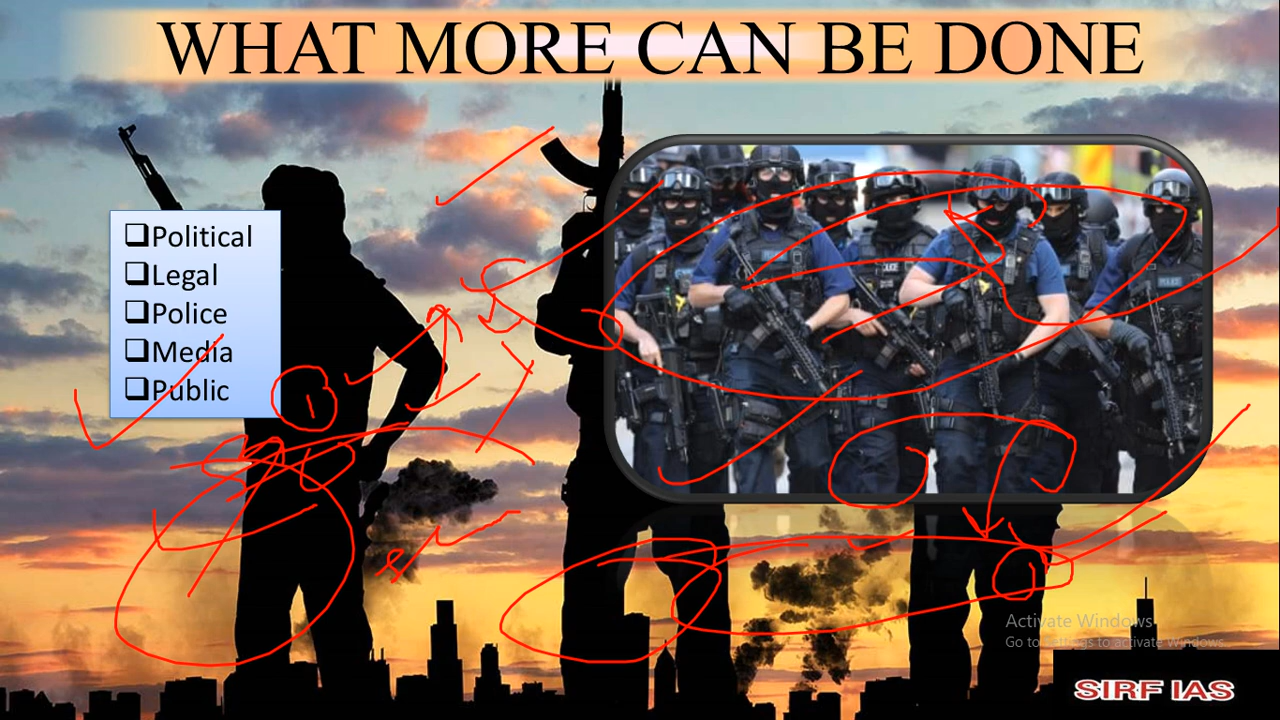 WHAT MORE CAN BE DONE
❑Political
❑Legal
❑Police
❑Media
❑Public
POLICE
Activate Windows
Go to Settings to activate Windows.
SIRF IAS